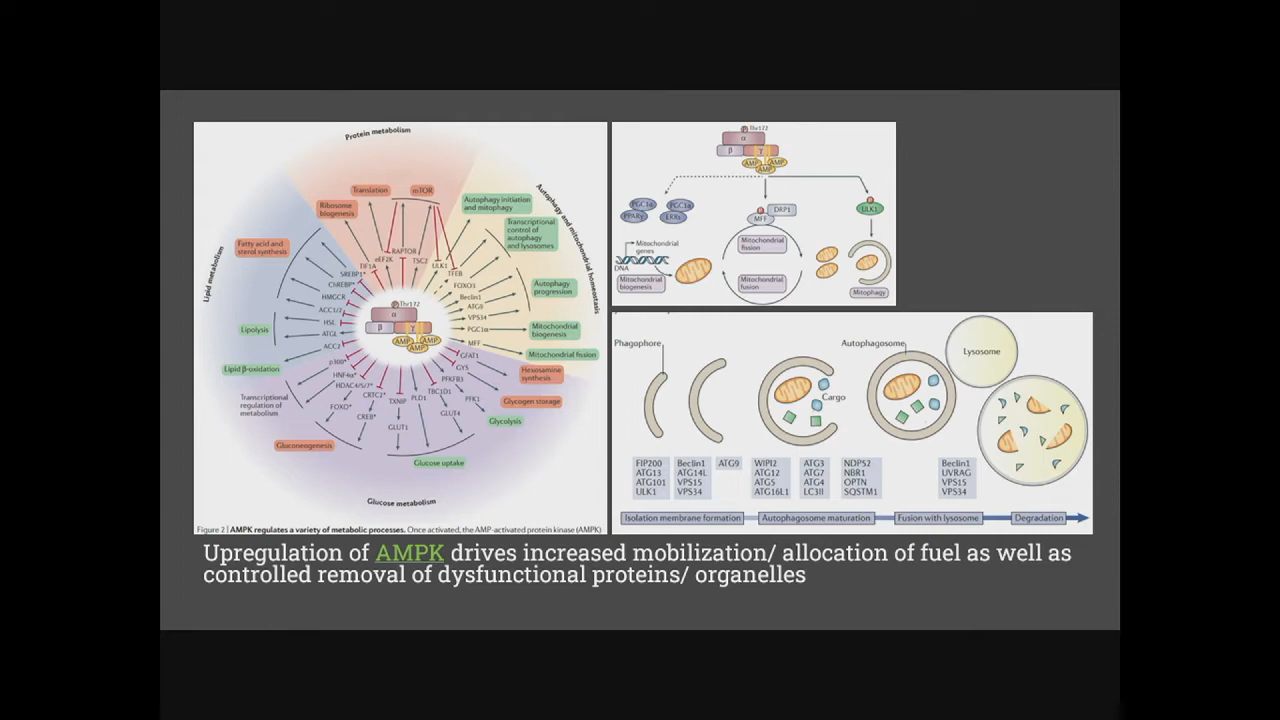 Protein metabolism
Autophagy and mitochondrial homeostasis
Lipid metabolism
Glucose metabolism
Translation
mTOR
Ribosome
biogenesis
Fatty acid and
sterol synthesis
Lipolysis
Lipid β-oxidation
Transcriptional
regulation of
metabolism
Gluconeogenesis
Glucose uptake
Glycolysis
Glycogen storage
Hexosamine
synthesis
Mitochondrial fission
Mitochondrial
biogenesis
Autophagy
progression
Transcriptional
control of
autophagy
and lysosomes
Autophagy initiation
and mitophagy
RAPTOR
eEF2K
TSC2
TIF1A
ULK1
SREBP1*
TFEB
ChREBP*
FOXO3
HMGCR
Beclin1
ACC1/2
ATG9
HSL
VPS34
ATGL
PGC1α
ACC2
MFF
p300*
GFAT1
HNF4α*
GYS
HDAC4/5/7*
PFKFB3
CRTC2*
TBC1D1
TXNIP
PLD1
PFK1
FOXO*
CREB*
GLUT4
GLUT1
P Thr172
α
β
γ
AMP AMP
AMP
Figure 2 | AMPK regulates a variety of metabolic processes. Once activated, the AMP-activated protein kinase (AMPK)
P Thr172
α
β
γ
AMP AMP
AMP
PGC1α
PPARγ
PGC1α
ERRs
P
MFF
DRP1
P
ULK1
Mitochondrial
genes
DNA
Mitochondrial
biogenesis
Mitochondrial
fission
Mitochondrial
fusion
Mitophagy
Phagophore
Autophagosome
Lysosome
Cargo
FIP200
ATG13
ATG101
ULK1
Beclin1
ATG14L
VPS15
VPS34
ATG9
WIPI2
ATG12
ATG5
ATG16L1
ATG3
ATG7
ATG4
LC3II
NDP52
NBR1
OPTN
SQSTM1
Beclin1
UVRAG
VPS15
VPS34
Isolation membrane formation
Autophagosome maturation
Fusion with lysosome
Degradation
Upregulation of AMPK drives increased mobilization/ allocation of fuel as well as
controlled removal of dysfunctional proteins/ organelles